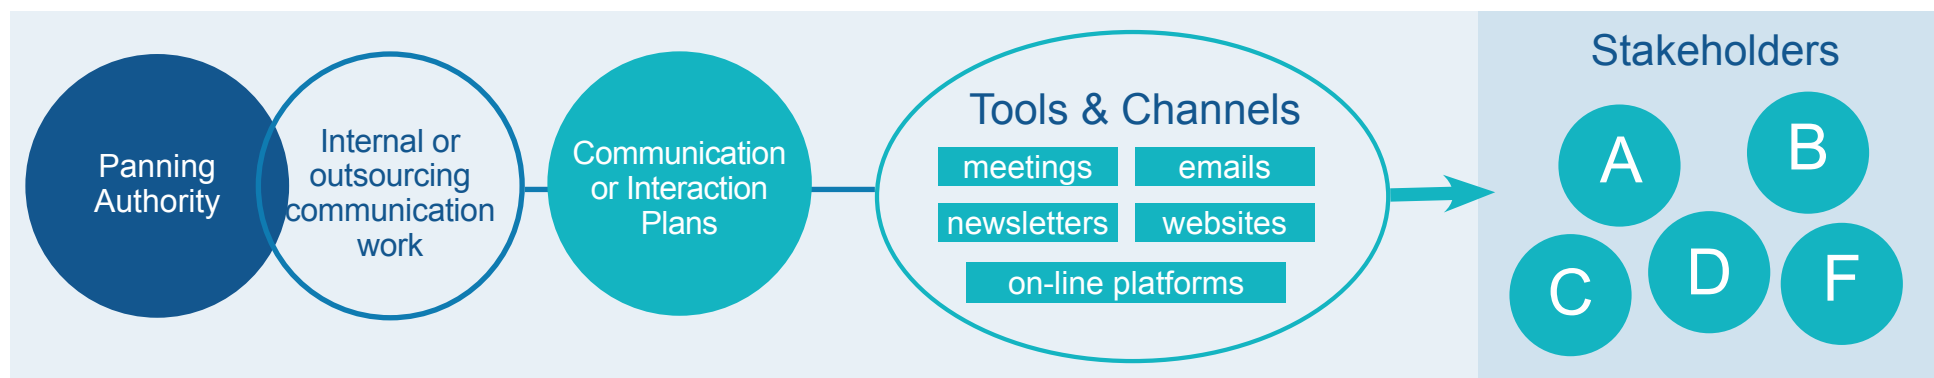 Panning
Authority
Internal or
outsourcing
communication
work
Communication
or Interaction
Plans
Tools & Channels
meetings
emails
newsletters
websites
on-line platforms
Stakeholders
A
B
C
D
F